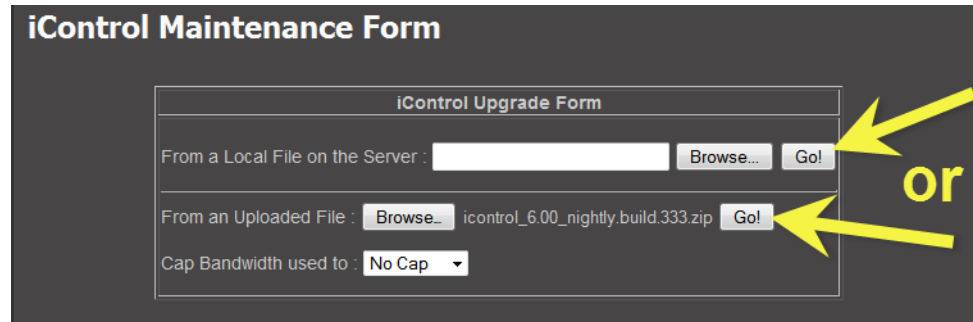 iControl Maintenance Form
iControl Upgrade Form
From a Local File on the Server : Browse... Go!
or
From an Uploaded File : Browse... icontrol_6.00_nightly.build.333.zip Go!
Cap Bandwidth used to : No Cap